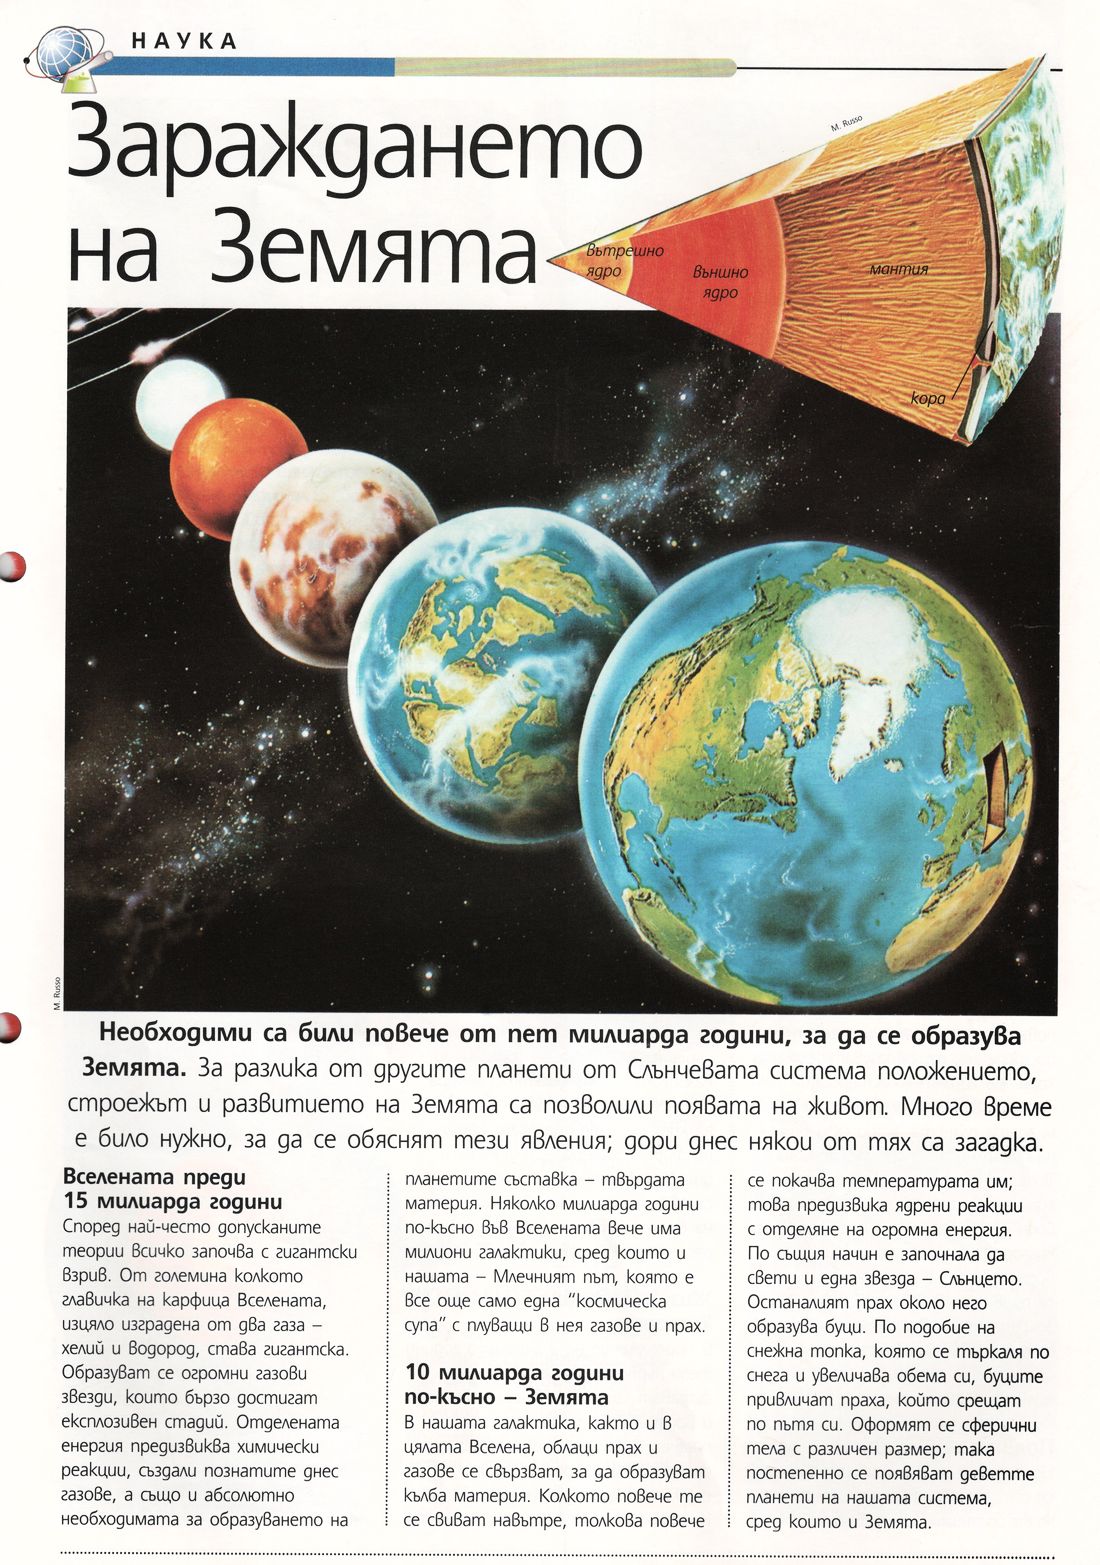 НАУКА
Зараждането
на Земята
M. Russo
Вътрешно
ядро
Външно
ядро
мантия
кора
M. Russo
Необходими са били повече от пет милиарда години, за да се образува
Земята. За разлика от другите планети от Слънчевата система положението,
строежът и развитието на Земята са позволили появата на живот. Много време
е било нужно, за да се обяснят тези явления; дори днес някои от тях са загадка.
Вселената преди
15 милиарда години
Според най-често допусканите
теории всичко започва с гигантски
взрив. От големина колкото
главичка на карфица Вселената,
изцяло изградена от два газа –
хелий и водород, става гигантска.
Образуват се огромни газови
звезди, които бързо достигат
експлозивен стадий. Отделената
енергия предизвиква химически
реакции, създали познатите днес
газове, а също и абсолютно
необходимата за образуването на
планетите съставка – твърдата
материя. Няколко милиарда години
по-късно във Вселената вече има
милиони галактики, сред които и
нашата – Млечният път, която е
все още само една “космическа
супа” с плуващи в нея газове и прах.
10 милиарда години
по-късно – Земята
В нашата галактика, както и в
цялата Вселена, облаци прах и
газове се свързват, за да образуват
кълба материя. Колкото повече те
се свиват навътре, толкова повече
се покачва температурата им;
това предизвика ядрени реакции
с отделяне на огромна енергия.
По същия начин е започнала да
свети и една звезда – Слънцето.
Останалият прах около него
образува буци. По подобие на
снежна топка, която се търкаля по
снега и увеличава обема си, буците
привличат праха, който срещат
по пътя си. Оформят се сферични
тела с различен размер; така
постепенно се появяват деветте
планети на нашата система,
сред които и Земята.